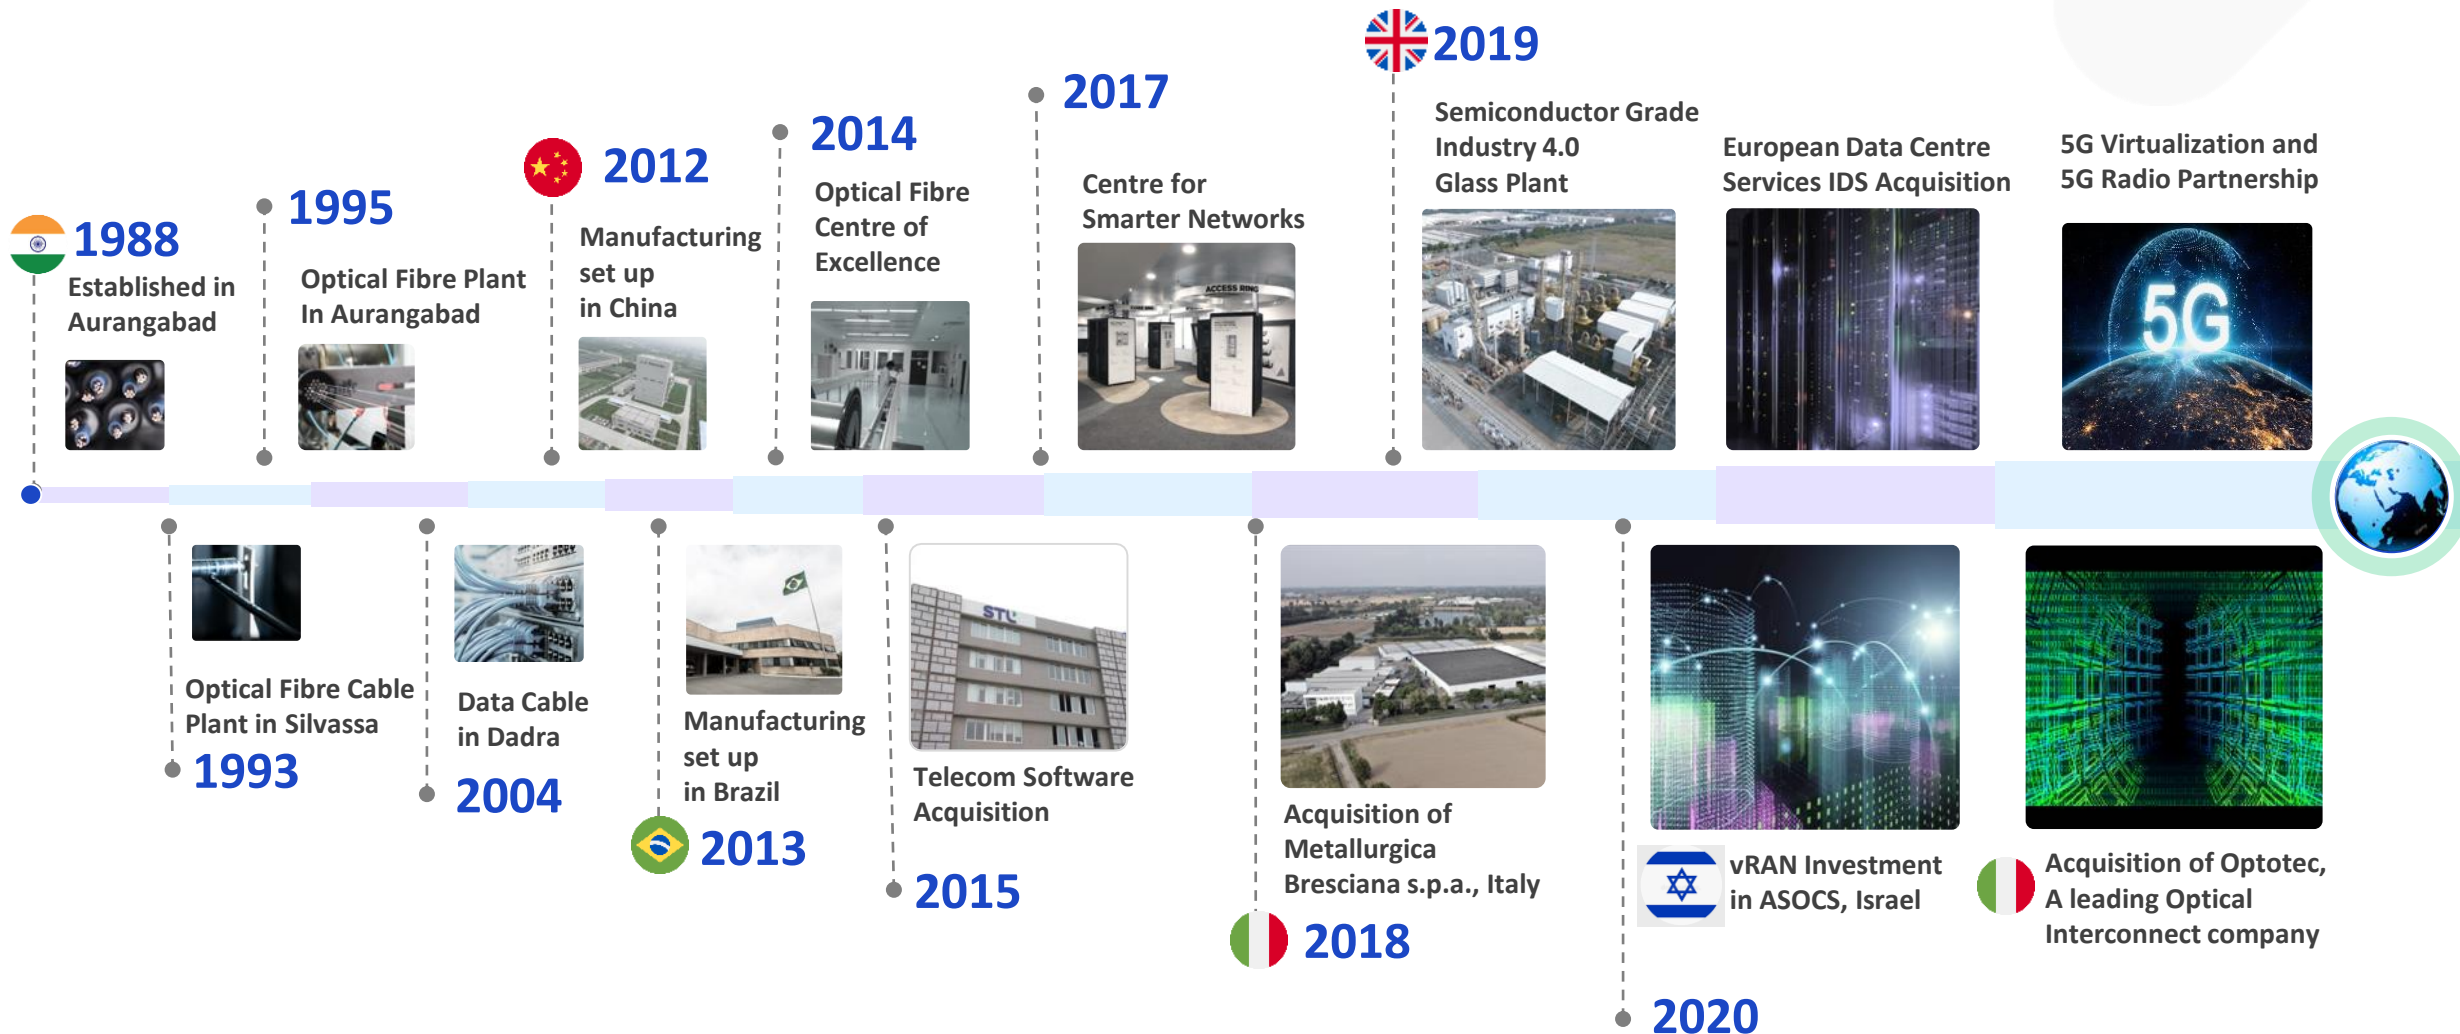 1988
Established in
Aurangabad
1995
Optical Fibre Plant
In Aurangabad
2012
Manufacturing
set up
in China
2014
Optical Fibre
Centre of
Excellence
2017
Centre for
Smarter Networks
ACCESS RING
2019
Semiconductor Grade
Industry 4.0
Glass Plant
European Data Centre
Services IDS Acquisition
5G Virtualization and
5G Radio Partnership
5G
Optical Fibre Cable
Plant in Silvassa
1993
Data Cable
in Dadra
2004
Manufacturing
set up
in Brazil
2013
STL
Telecom Software
Acquisition
2015
Acquisition of
Metallurgica
Bresciana s.p.a., Italy
2018
vRAN Investment
in ASOCS, Israel
2020
Acquisition of Optotec,
A leading Optical
Interconnect company